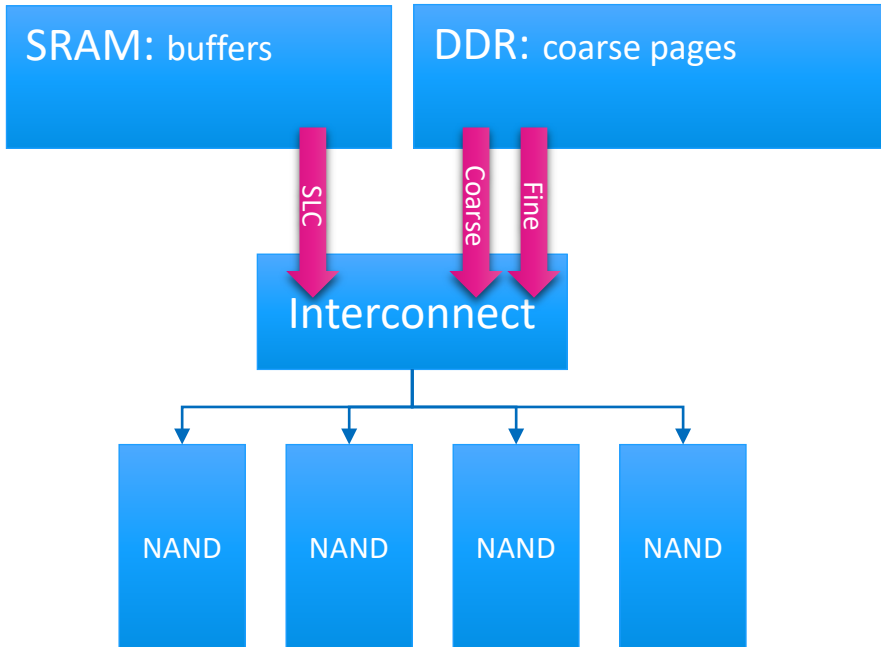 SRAM: buffers
DDR: coarse pages
SLC
Coarse
Fine
Interconnect
NAND
NAND
NAND
NAND